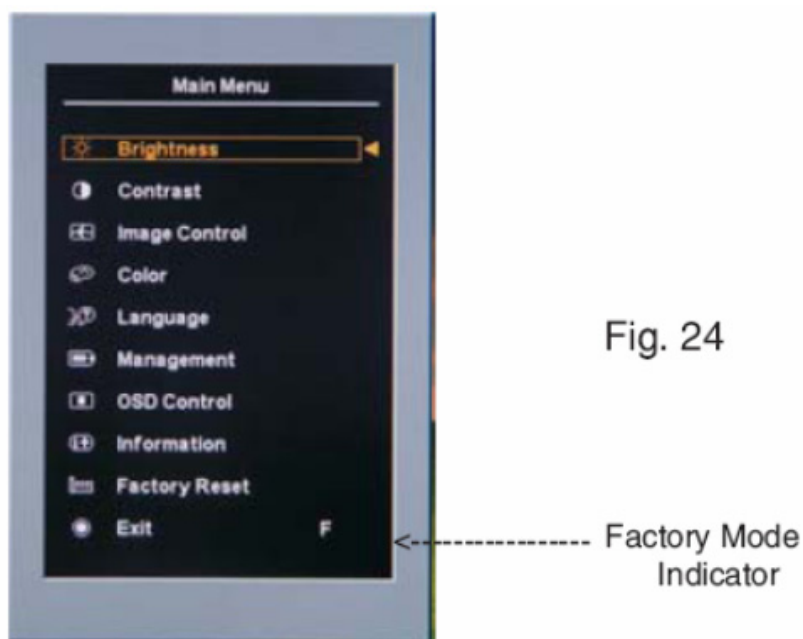 Main Menu
Brightness
Contrast
Image Control
Color
Language
Management
OSD Control
Information
Factory Reset
Exit F
Fig. 24
Factory Mode
Indicator